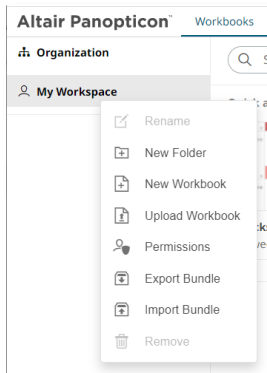 Altair Panopticon™ Workbooks
Organization
My Workspace
Rename
New Folder
New Workbook
Upload Workbook
Permissions
Export Bundle
Import Bundle
Remove